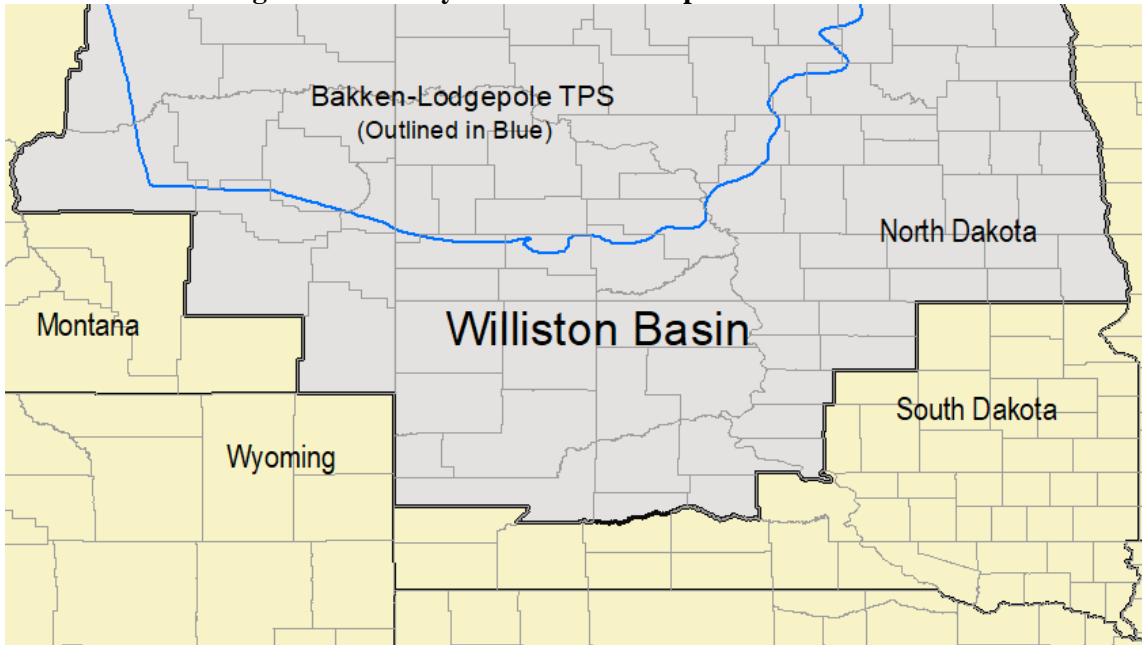 Bakken-Lodgepole TPS
(Outlined in Blue)
North Dakota
Montana
Williston Basin
South Dakota
Wyoming